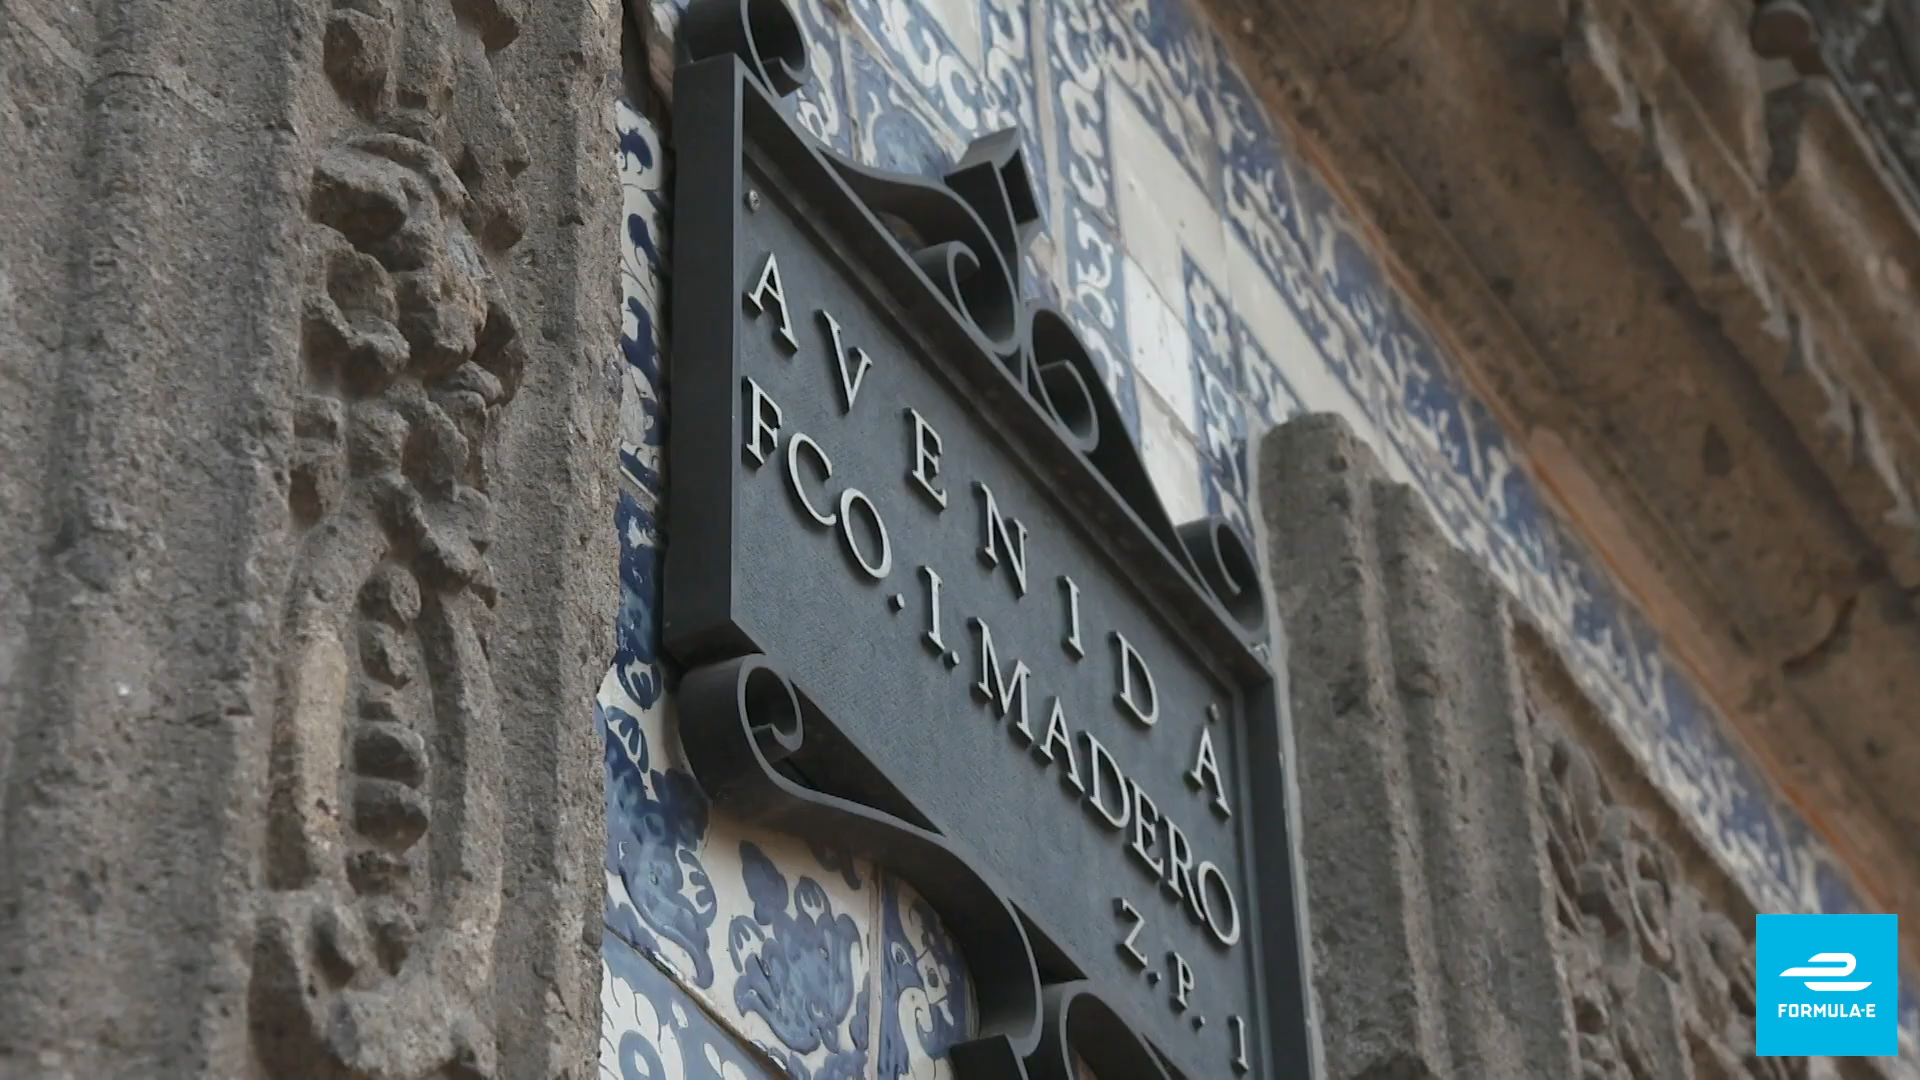 AVENIDA
FCO. I. MADERO
Z. P. 1
FORMULA-E